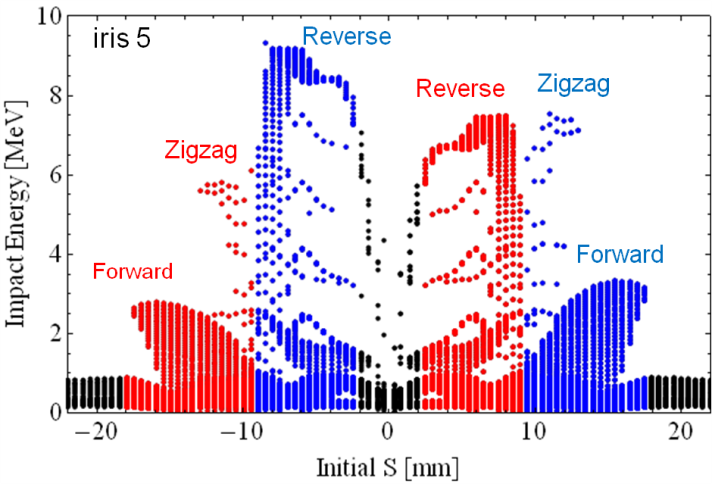 10
iris 5
Reverse
8
Reverse
Zigzag
Impact Energy [MeV]
Zigzag
6
4
Forward
Forward
2
0
−20
−10
0
10
20
Initial S [mm]